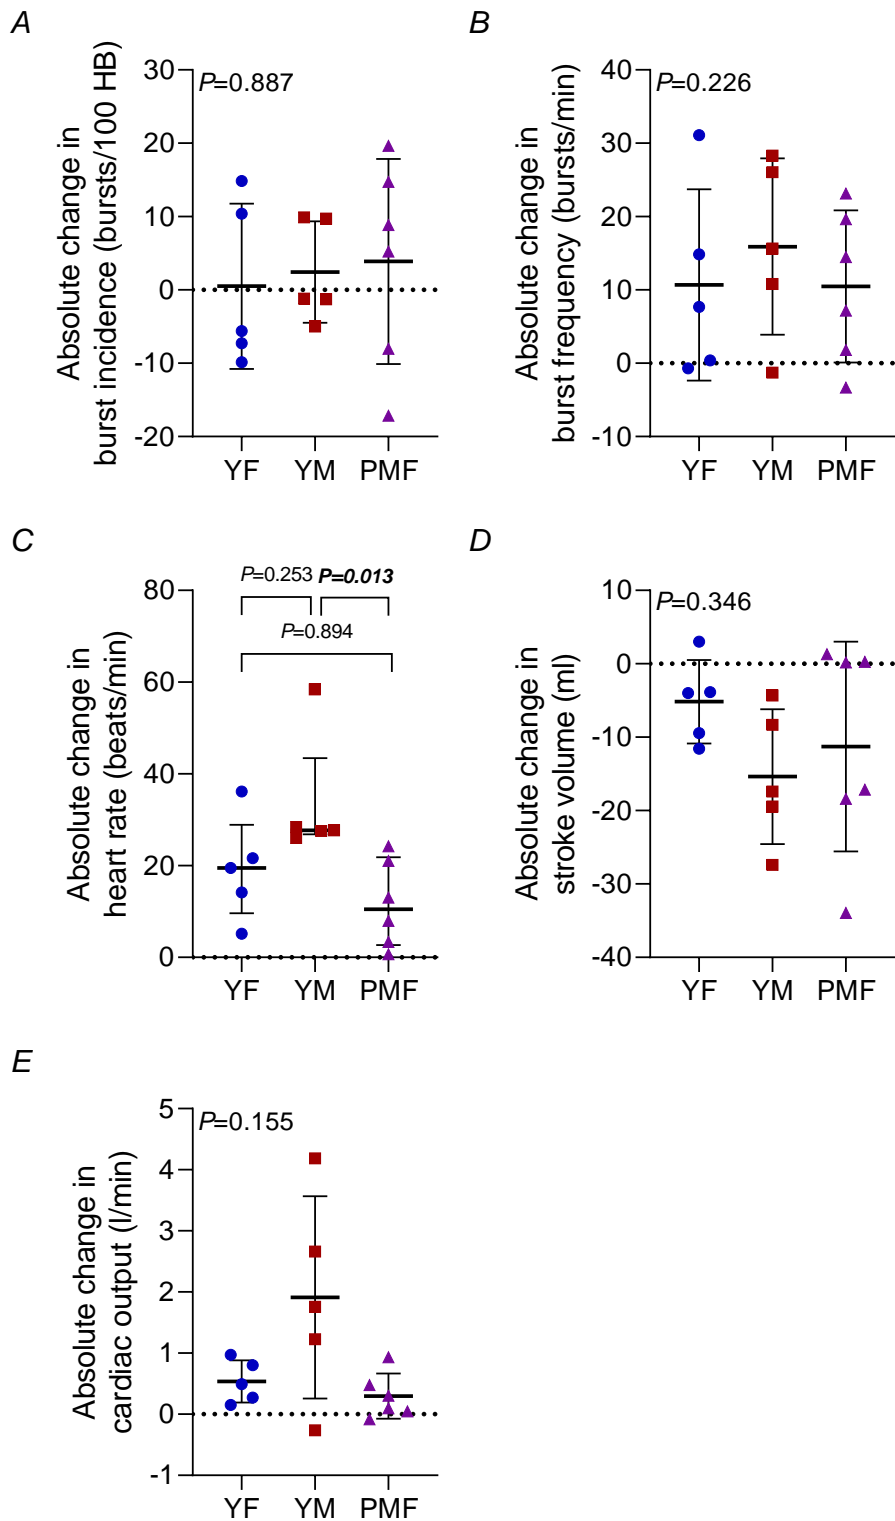 A
Absolute change in
burst incidence (bursts/100 HB)
P=0.887
30
20
10
0
-10
-20
YF YM PMF
B
Absolute change in
burst frequency (bursts/min)
P=0.226
40
30
20
10
0
-10
YF YM PMF
C
Absolute change in
heart rate (beats/min)
P=0.253 P=0.013
P=0.894
80
60
40
20
0
YF YM PMF
D
Absolute change in
stroke volume (ml)
P=0.346
10
0
-10
-20
-30
-40
YF YM PMF
E
Absolute change in
cardiac output (l/min)
P=0.155
5
4
3
2
1
0
-1
YF YM PMF